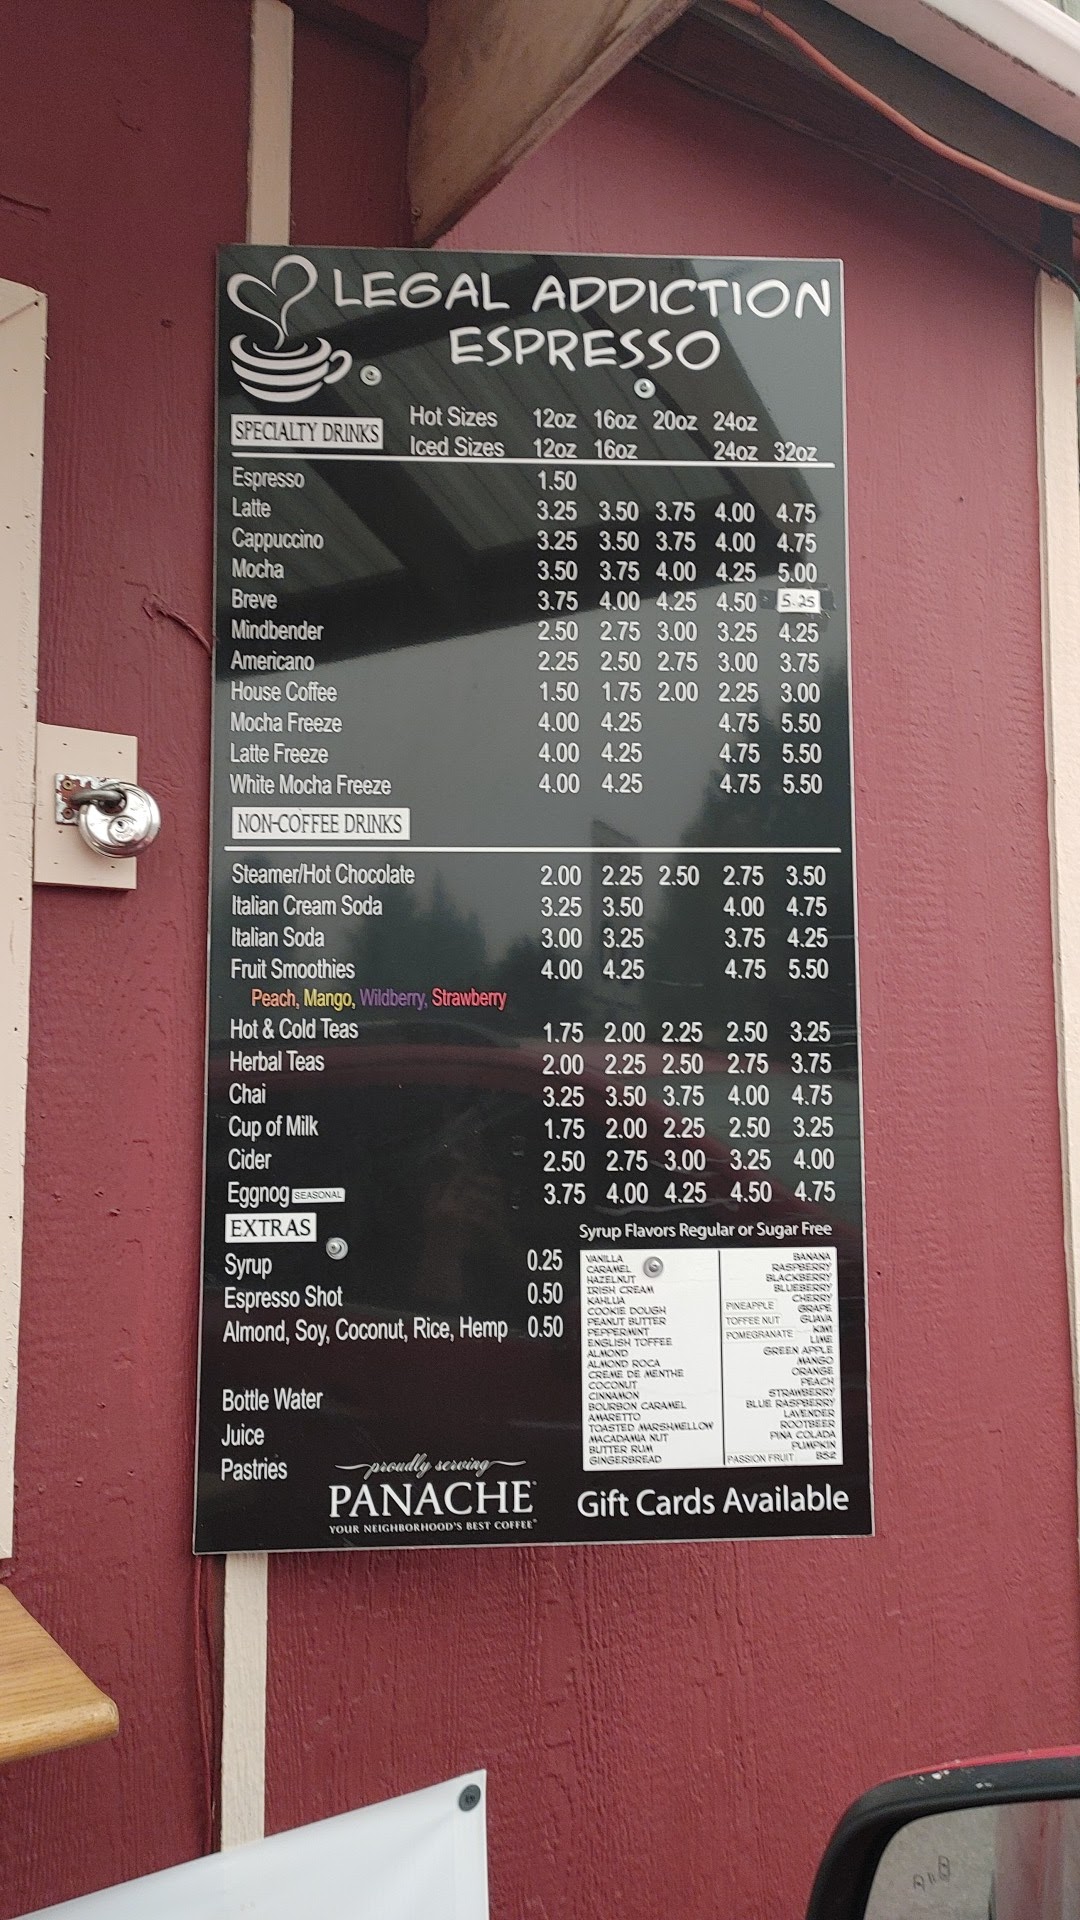 LEGAL ADDICTION
ESPRESSO
SPECIALTY DRINKS
Hot Sizes 12oz 16oz 20oz 24oz
Iced Sizes 12oz 16oz 24oz 32oz
Espresso 1.50
Latte 3.25 3.50 3.75 4.00 4.75
Cappuccino 3.25 3.50 3.75 4.00 4.75
Mocha 3.50 3.75 4.00 4.25 5.00
Breve 3.75 4.00 4.25 4.50 5.25
Mindbender 2.50 2.75 3.00 3.25 4.25
Americano 2.25 2.50 2.75 3.00 3.75
House Coffee 1.50 1.75 2.00 2.25 3.00
Mocha Freeze 4.00 4.25 4.75 5.50
Latte Freeze 4.00 4.25 4.75 5.50
White Mocha Freeze 4.00 4.25 4.75 5.50
NON-COFFEE DRINKS
Steamer/Hot Chocolate 2.00 2.25 2.50 2.75 3.50
Italian Cream Soda 3.25 3.50 4.00 4.75
Italian Soda 3.00 3.25 3.75 4.25
Fruit Smoothies 4.00 4.25 4.75 5.50
Peach, Mango, Wildberry, Strawberry
Hot & Cold Teas 1.75 2.00 2.25 2.50 3.25
Herbal Teas 2.00 2.25 2.50 2.75 3.75
Chai 3.25 3.50 3.75 4.00 4.75
Cup of Milk 1.75 2.00 2.25 2.50 3.25
Cider 2.50 2.75 3.00 3.25 4.00
Eggnog SEASONAL 3.75 4.00 4.25 4.50 4.75
EXTRAS
Syrup 0.25
Espresso Shot 0.50
Almond, Soy, Coconut, Rice, Hemp 0.50
Bottle Water
Juice
Pastries
Syrup Flavors Regular or Sugar Free
VANILLA
CARAMEL
HAZELNUT
IRISH CREAM
KAHLUA
COOKIE DOUGH
PEANUT BUTTER
PEPPERMINT
ENGLISH TOFFEE
ALMOND
ALMOND ROCA
CREME DE MENTHE
COCONUT
CINNAMON
BOURBON CARAMEL
AMARETTO
TOASTED MARSHMELLOW
MACADAMIA NUT
BUTTER RUM
GINGERBREAD
BANANA
RASPBERRY
BLACKBERRY
BLUEBERRY
CHERRY
PINEAPPLE GRAPE
TOFFEE NUT GUAVA
POMEGRANATE KIWI
LIME
GREEN APPLE
MANGO
ORANGE
PEACH
STRAWBERRY
BLUE RASPBERRY
LAVENDER
ROOTBEER
PINA COLADA
PUMPKIN
PASSION FRUIT B52
proudly serving
PANACHE
YOUR NEIGHBORHOOD'S BEST COFFEE
Gift Cards Available